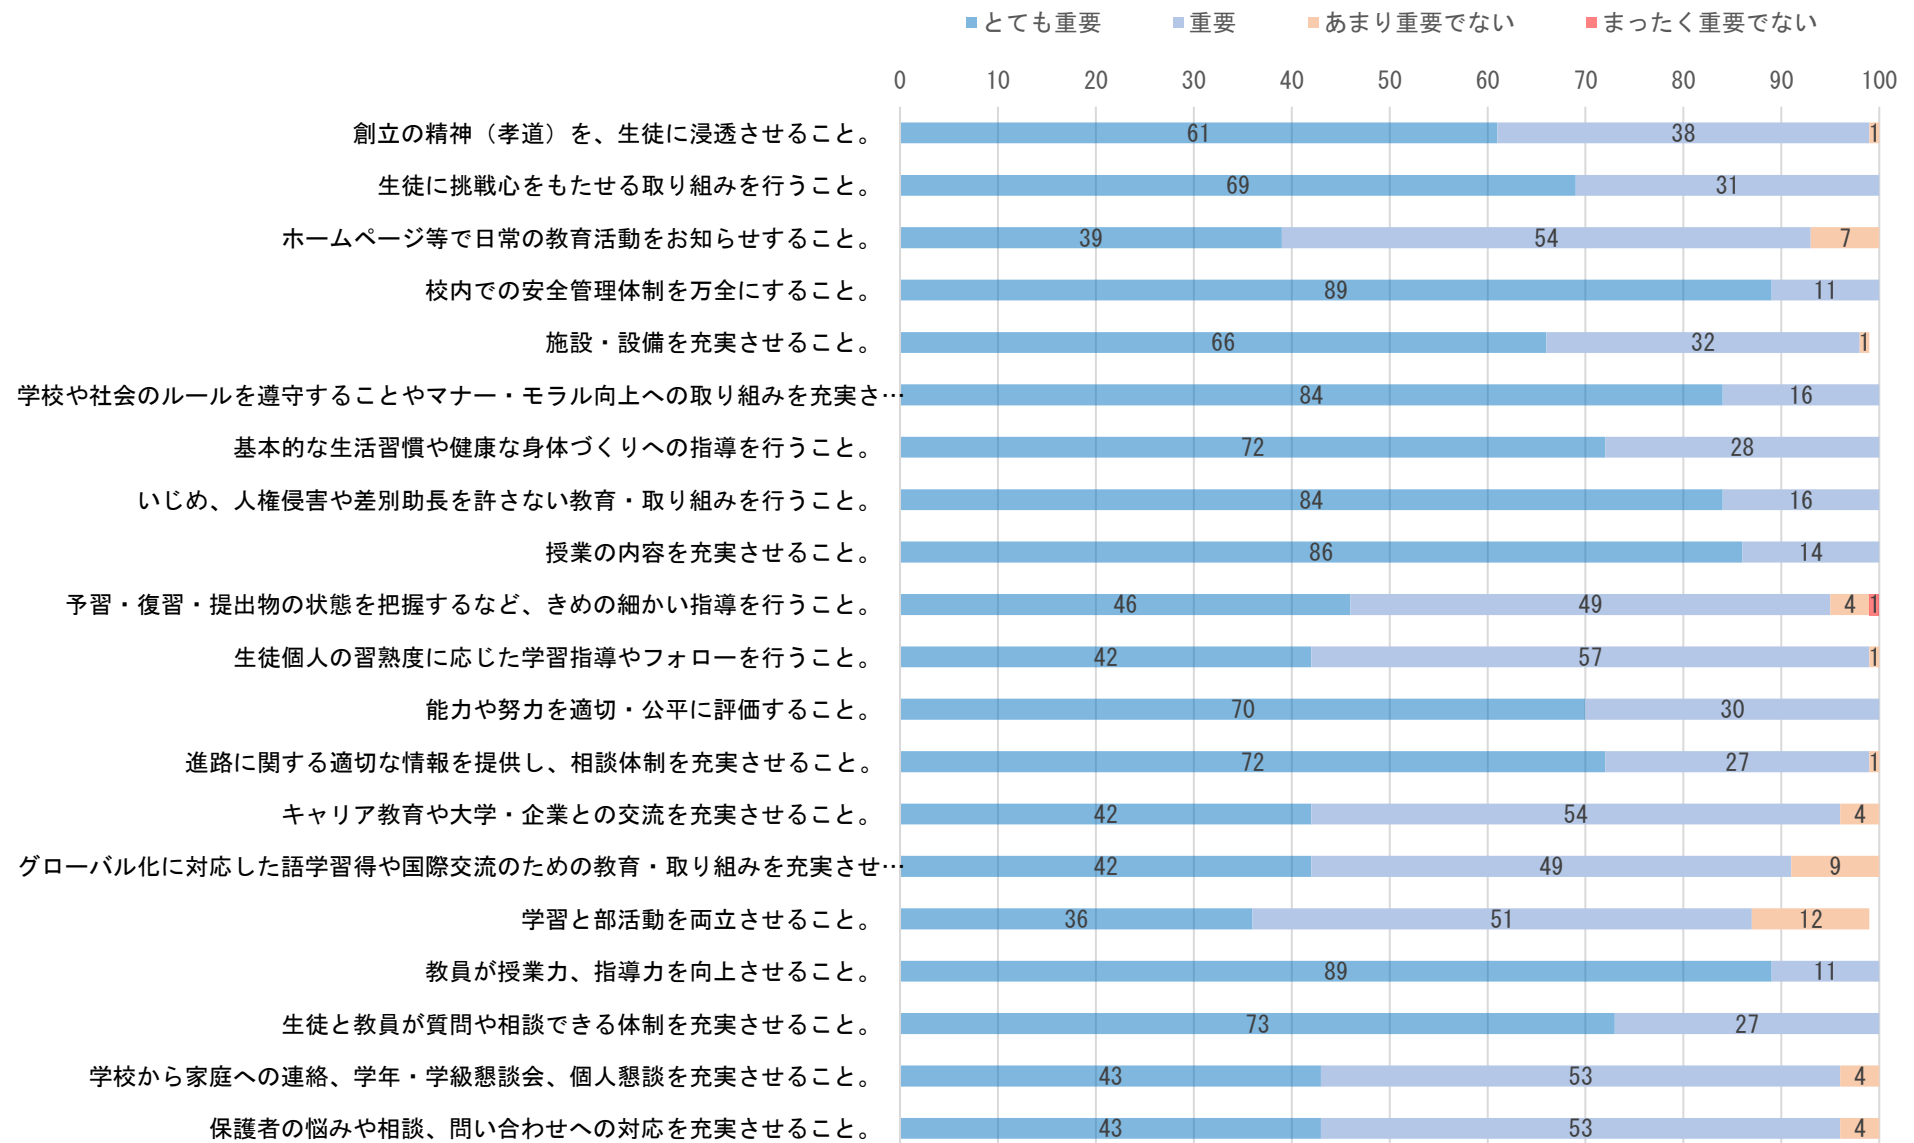 とても重要 重要 あまり重要でない まったく重要でない
0 10 20 30 40 50 60 70 80 90 100
創立の精神（孝道）を、生徒に浸透させること。 61 38 1
生徒に挑戦心をもたせる取り組みを行うこと。 69 31
ホームページ等で日常の教育活動をお知らせすること。 39 54 7
校内での安全管理体制を万全にすること。 89 11
施設・設備を充実させること。 66 32 1
学校や社会のルールを遵守することやマナー・モラル向上への取り組みを充実さ… 84 16
基本的な生活習慣や健康な身体づくりへの指導を行うこと。 72 28
いじめ、人権侵害や差別助長を許さない教育・取り組みを行うこと。 84 16
授業の内容を充実させること。 86 14
予習・復習・提出物の状態を把握するなど、きめの細かい指導を行うこと。 46 49 4 1
生徒個人の習熟度に応じた学習指導やフォローを行うこと。 42 57 1
能力や努力を適切・公平に評価すること。 70 30
進路に関する適切な情報を提供し、相談体制を充実させること。 72 27 1
キャリア教育や大学・企業との交流を充実させること。 42 54 4
グローバル化に対応した語学習得や国際交流のための教育・取り組みを充実させ… 42 49 9
学習と部活動を両立させること。 36 51 12
教員が授業力、指導力を向上させること。 89 11
生徒と教員が質問や相談できる体制を充実させること。 73 27
学校から家庭への連絡、学年・学級懇談会、個人懇談を充実させること。 43 53 4
保護者の悩みや相談、問い合わせへの対応を充実させること。 43 53 4